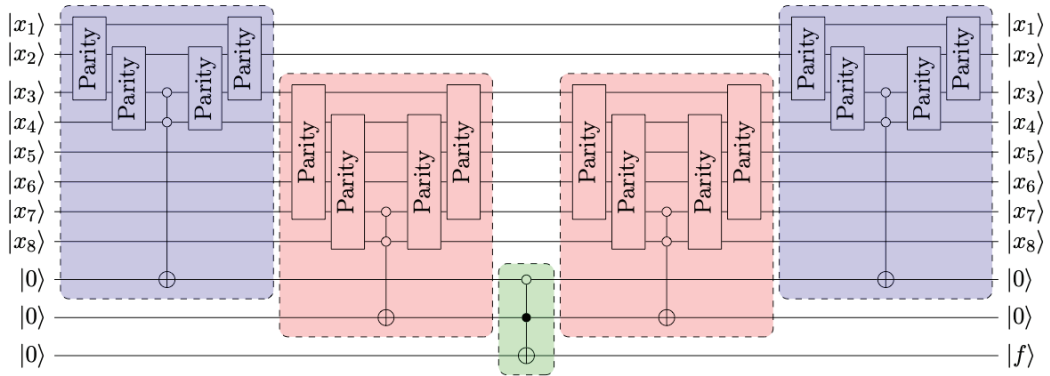 |x₁⟩ Parity Parity Parity Parity Parity Parity Parity Parity |x₁⟩
|x₂⟩ |x₂⟩
|x₃⟩ Parity Parity Parity Parity Parity Parity Parity Parity |x₃⟩
|x₄⟩ |x₄⟩
|x₅⟩ |x₅⟩
|x₆⟩ |x₆⟩
|x₇⟩ |x₇⟩
|x₈⟩ |x₈⟩
|0⟩ |0⟩
|0⟩ |0⟩
|0⟩ |f⟩